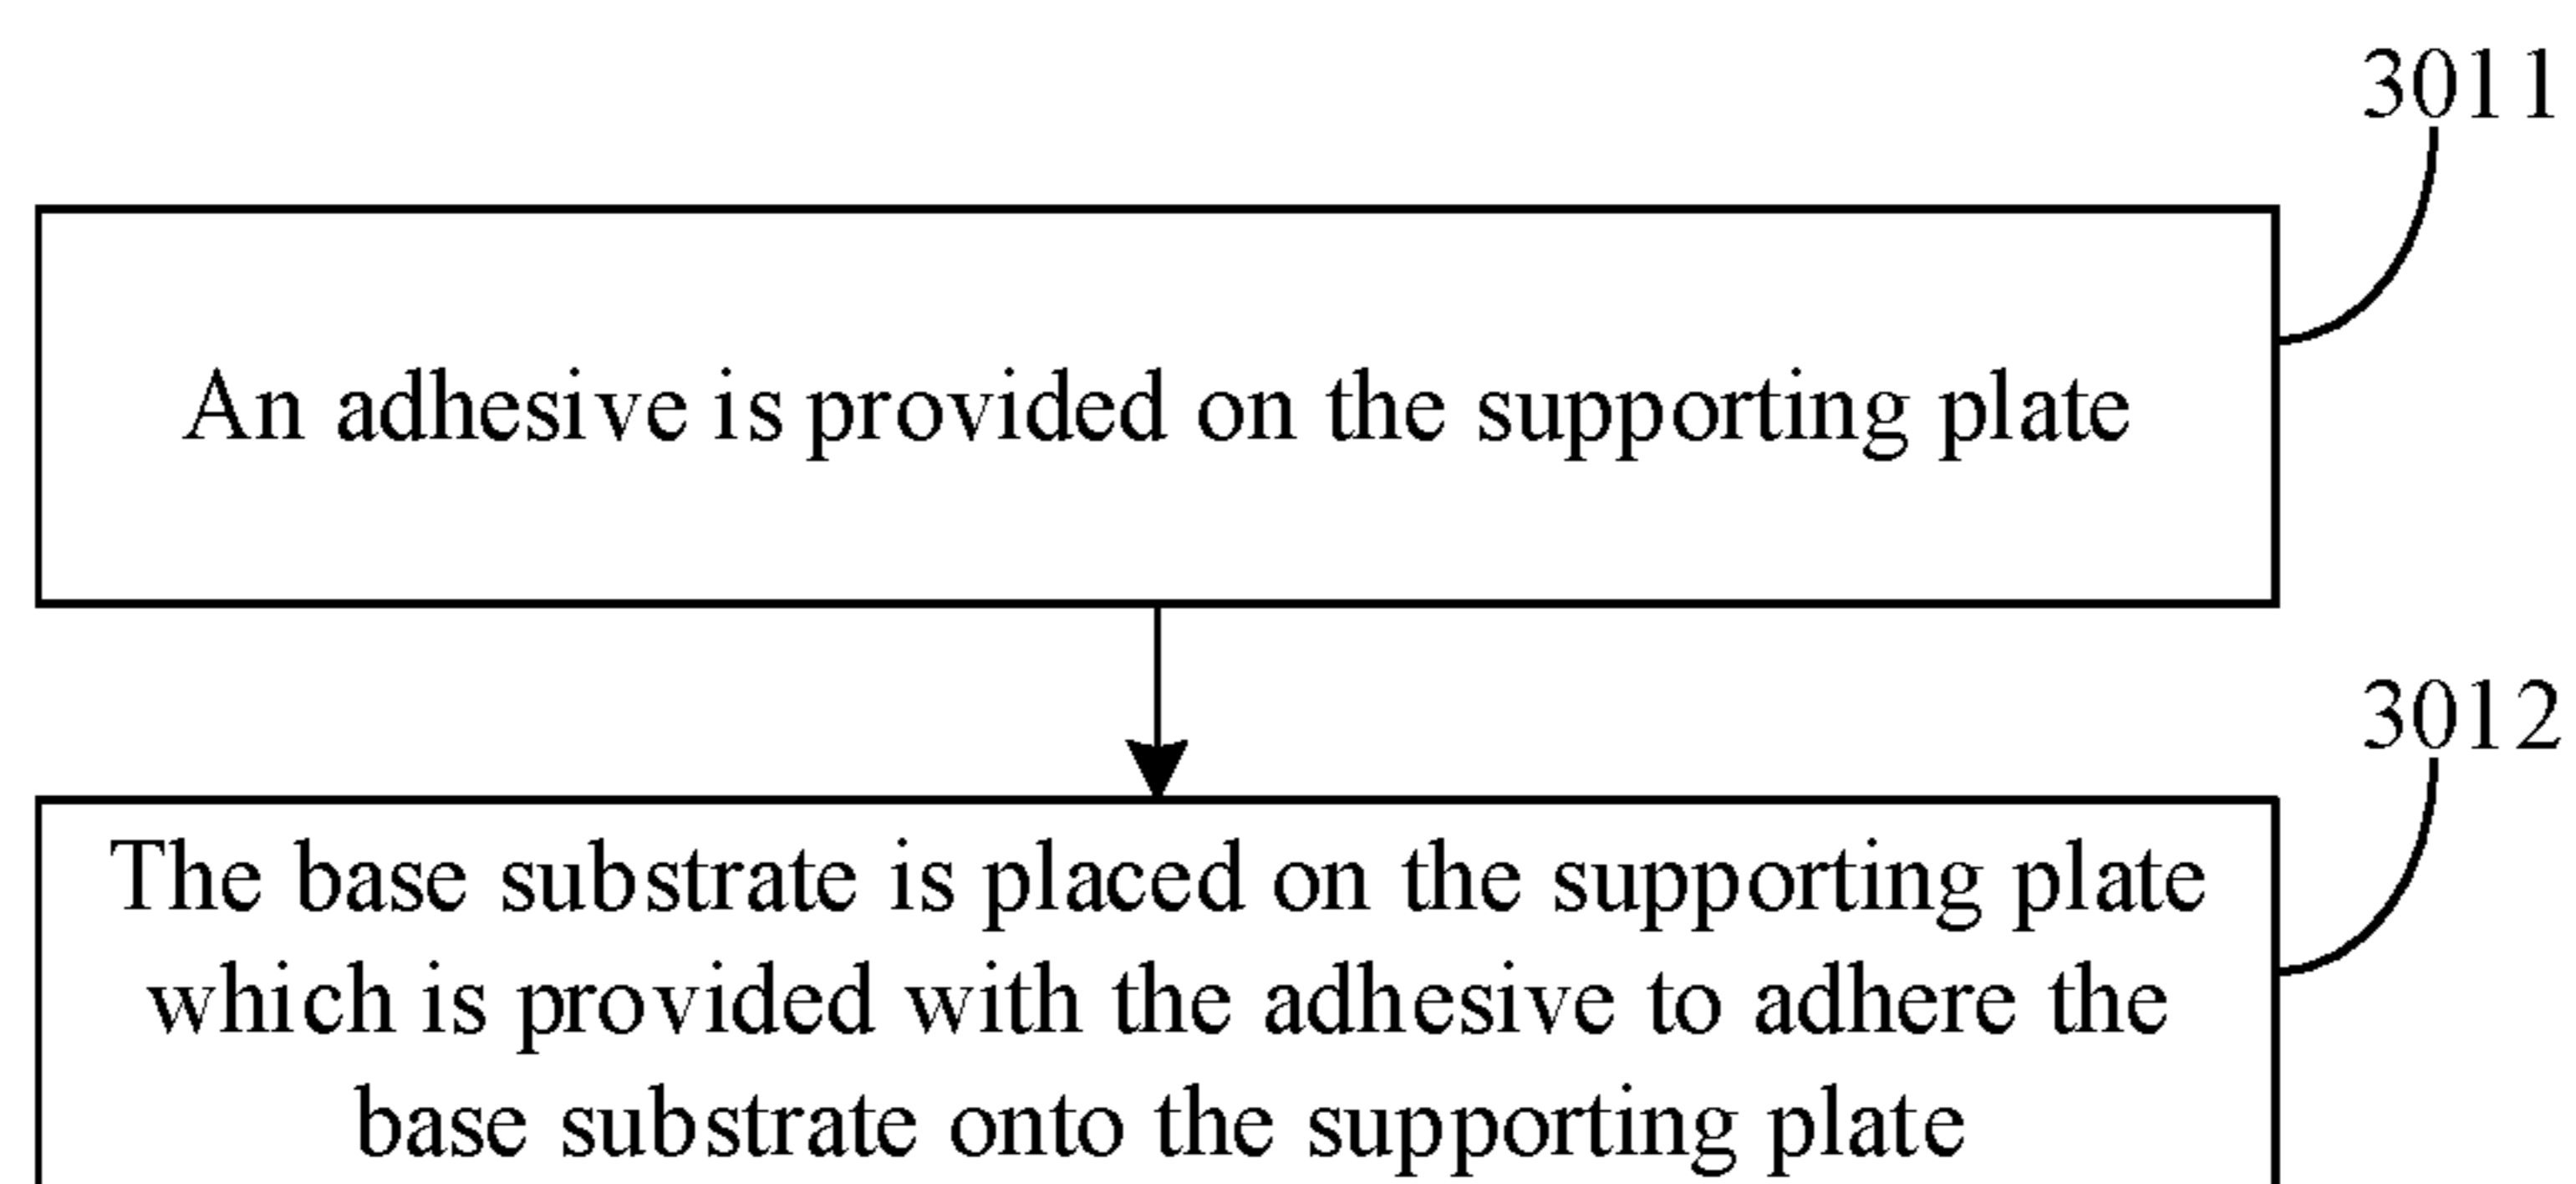 3011
An adhesive is provided on the supporting plate
3012
The base substrate is placed on the supporting plate
which is provided with the adhesive to adhere the
base substrate onto the supporting plate